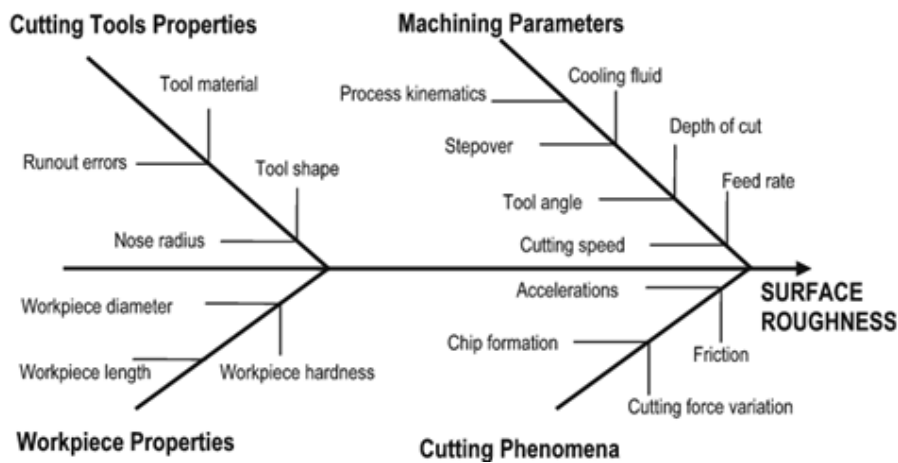 Cutting Tools Properties
Machining Parameters
Tool material
Cooling fluid
Process kinematics
Runout errors
Stepover
Depth of cut
Tool shape
Tool angle
Feed rate
Nose radius
Cutting speed
Workpiece diameter
Accelerations
SURFACE
ROUGHNESS
Workpiece length
Workpiece hardness
Chip formation
Friction
Cutting force variation
Workpiece Properties
Cutting Phenomena